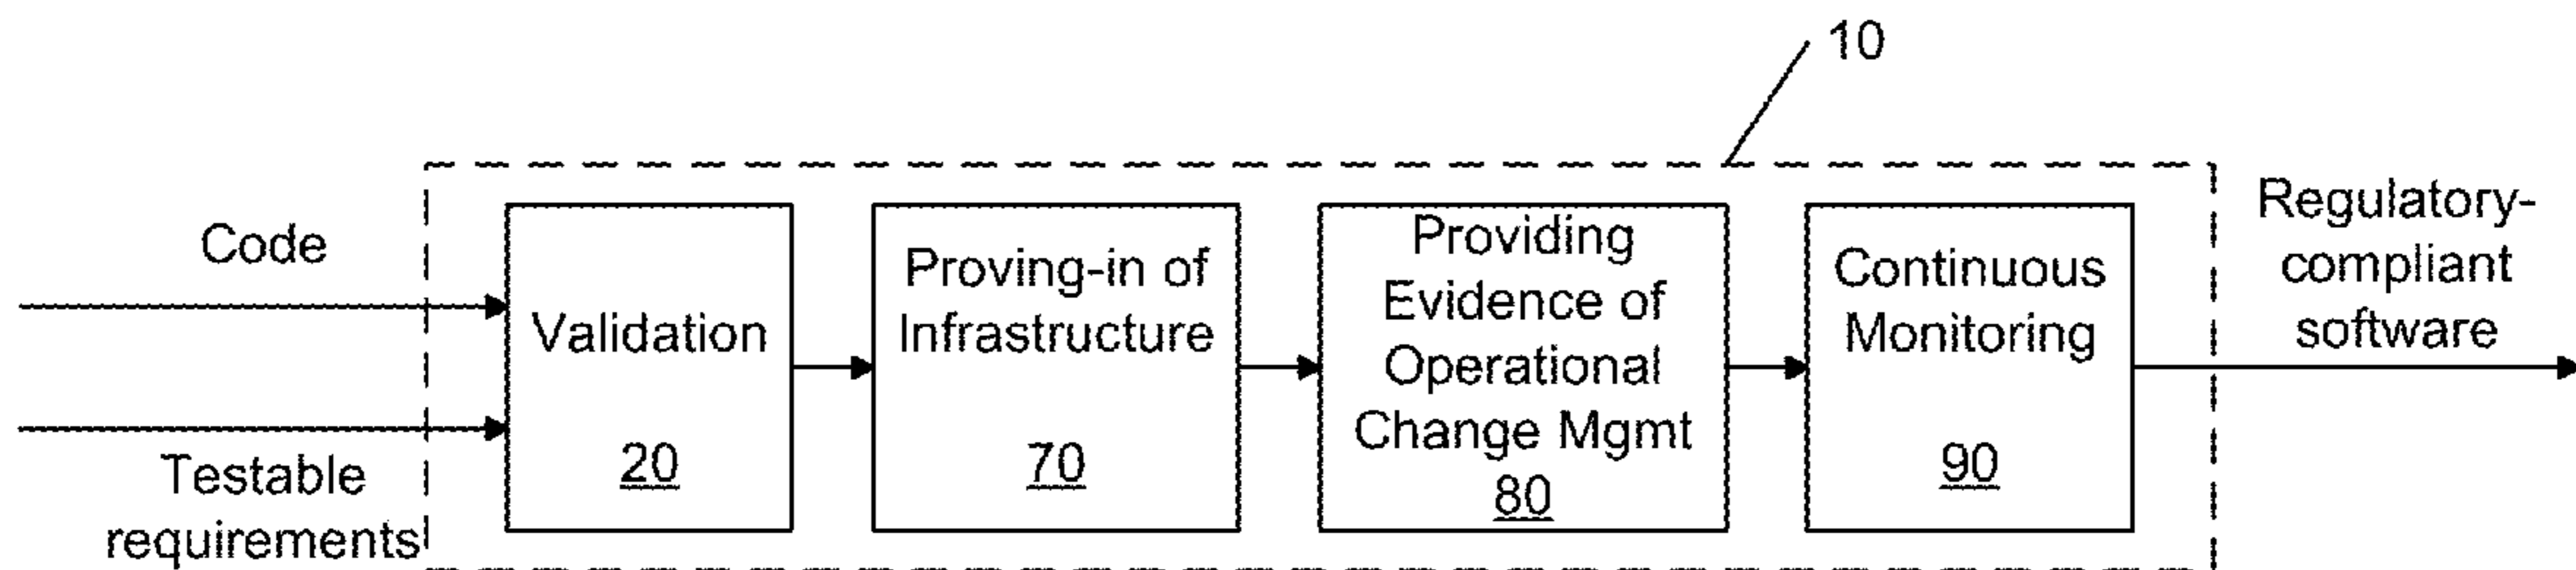 10
Code
Testable
requirements
Validation
20
Proving-in of
Infrastructure
70
Providing
Evidence of
Operational
Change Mgmt
80
Continuous
Monitoring
90
Regulatory-
compliant
software